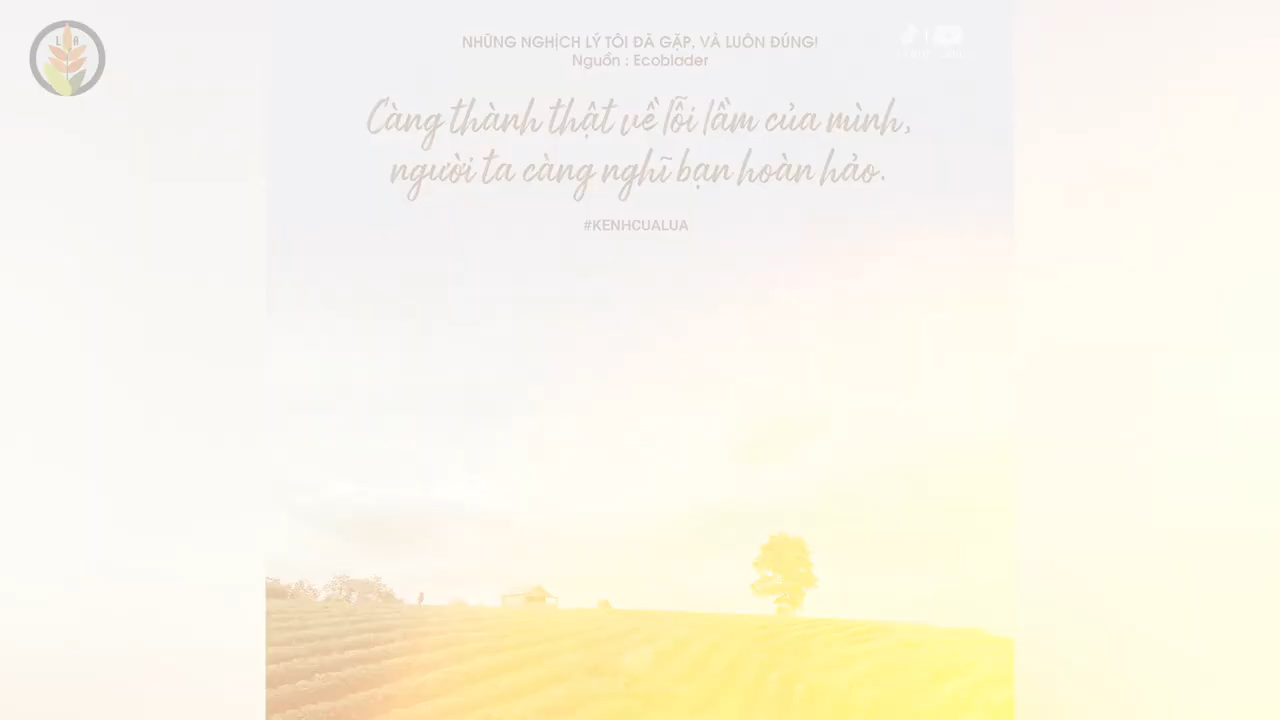 L A
NHỮNG NGHỊCH LÝ TÔI ĐÃ GẶP, VÀ LUÔN ĐÚNG!
Nguồn : Ecoblader
Càng thành thật về lỗi lầm của mình,
người ta càng nghĩ bạn hoàn hảo.
#KENHCUALUA